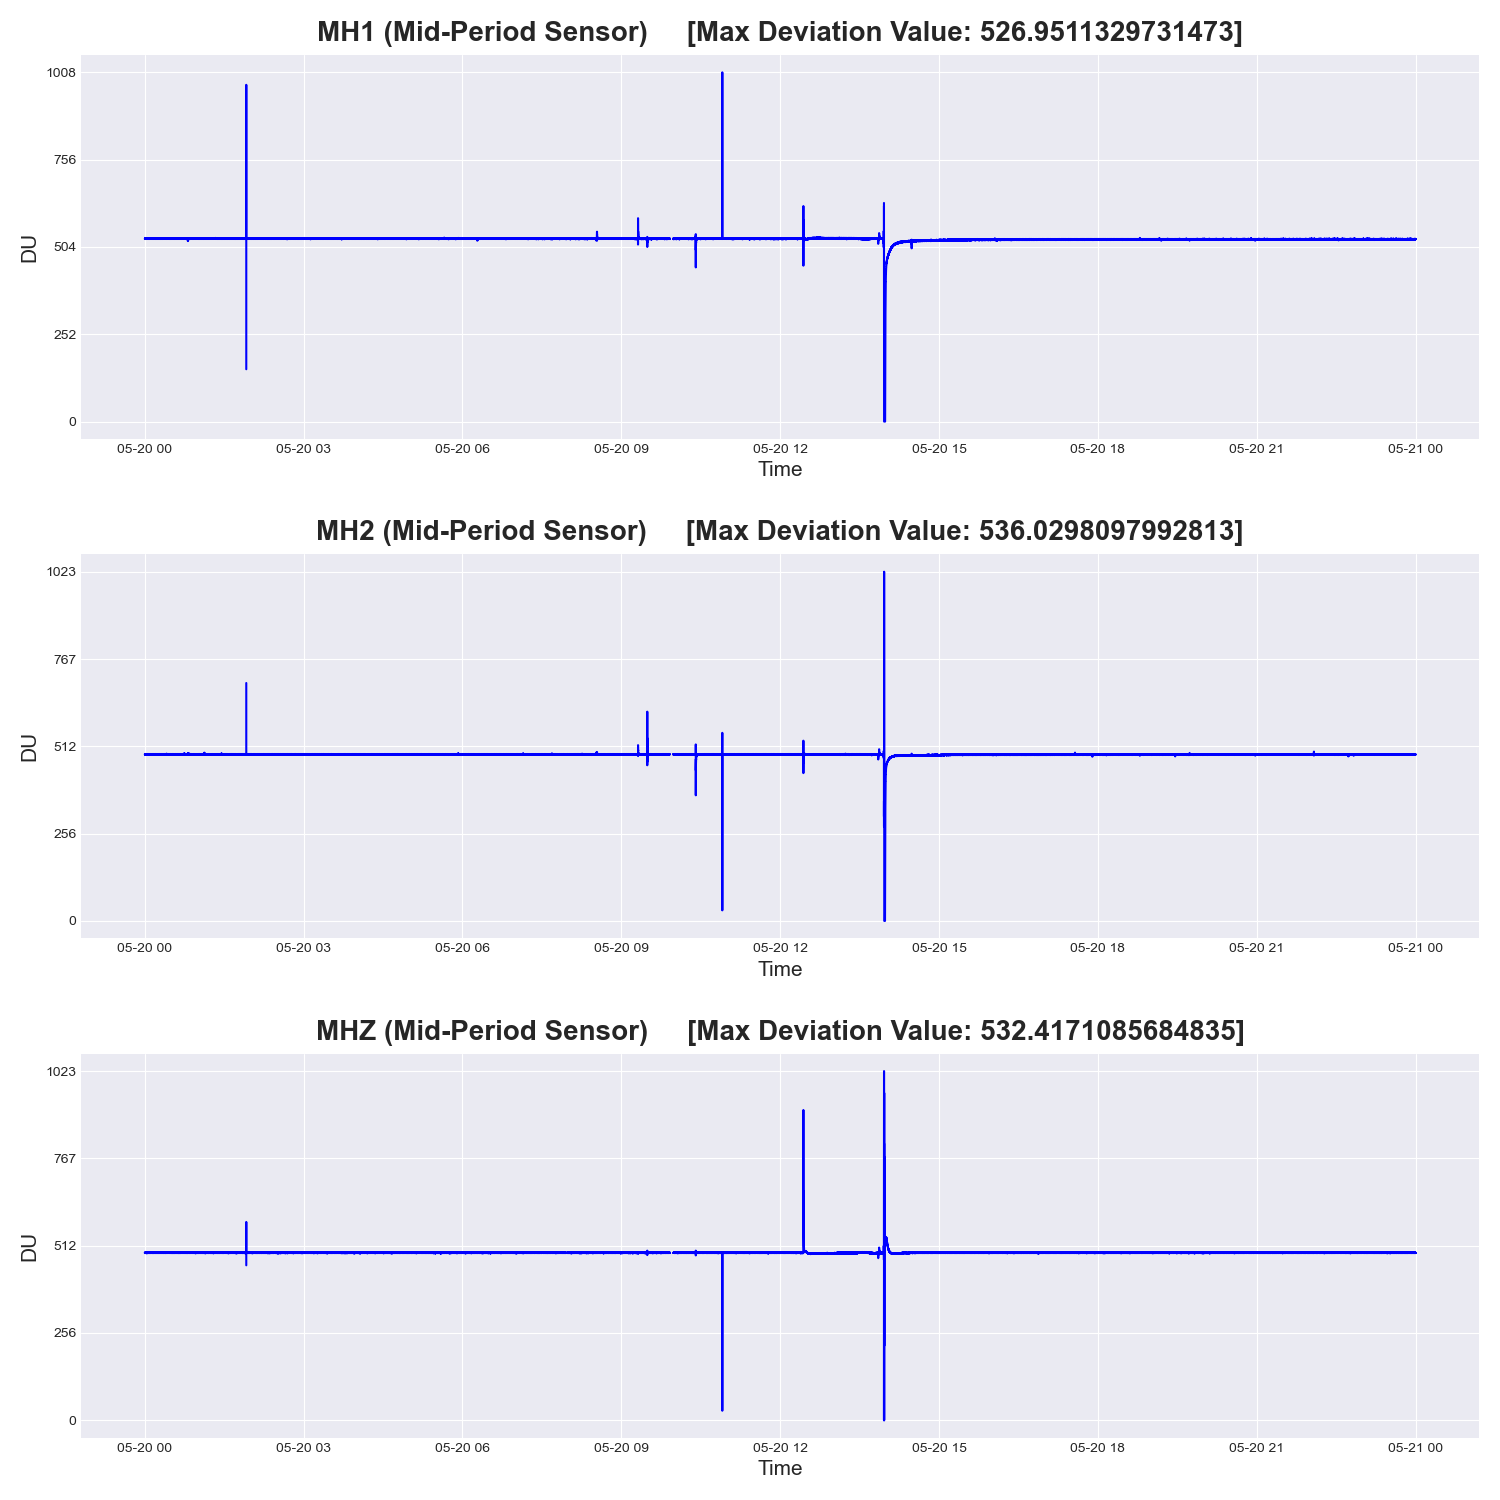 MH1 (Mid-Period Sensor) [Max Deviation Value: 526.9511329731473]
1008
756
504
252
0
DU
05-20 00 05-20 03 05-20 06 05-20 09 05-20 12 05-20 15 05-20 18 05-20 21 05-21 00
Time
MH2 (Mid-Period Sensor) [Max Deviation Value: 536.0298097992813]
1023
767
512
256
0
DU
05-20 00 05-20 03 05-20 06 05-20 09 05-20 12 05-20 15 05-20 18 05-20 21 05-21 00
Time
MHZ (Mid-Period Sensor) [Max Deviation Value: 532.4171085684835]
1023
767
512
256
0
DU
05-20 00 05-20 03 05-20 06 05-20 09 05-20 12 05-20 15 05-20 18 05-20 21 05-21 00
Time